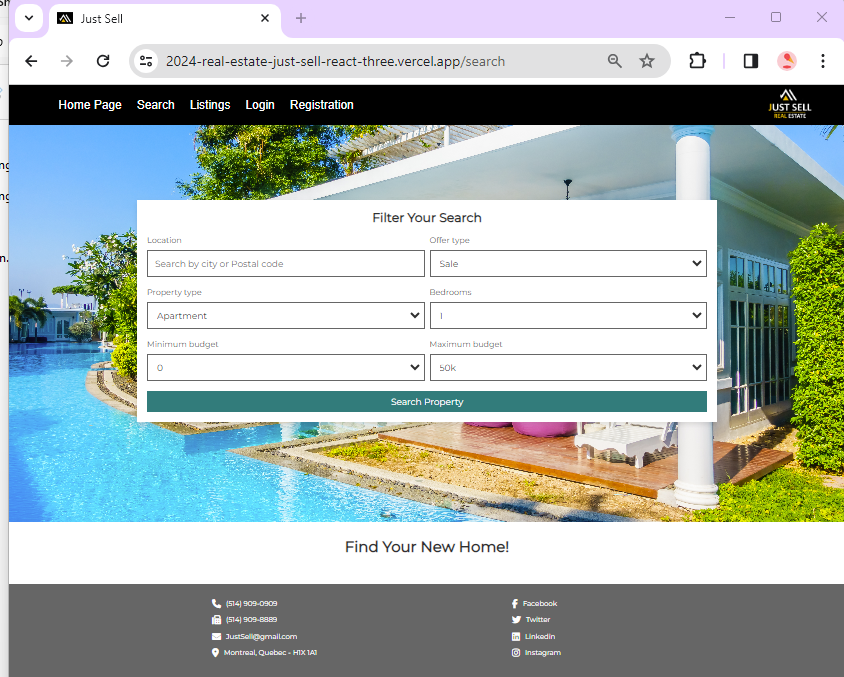 Just Sell
2024-real-estate-just-sell-react-three.vercel.app/search
Home Page Search Listings Login Registration
JUST SELL
REAL ESTATE
Filter Your Search
Location Offer type
Search by city or Postal code Sale
Property type Bedrooms
Apartment 1
Minimum budget Maximum budget
0 50k
Search Property
Find Your New Home!
(514) 909-0909 Facebook
(514) 909-8889 Twitter
JustSell@gmail.com Linkedin
Montreal, Quebec - H1X 1A1 Instagram